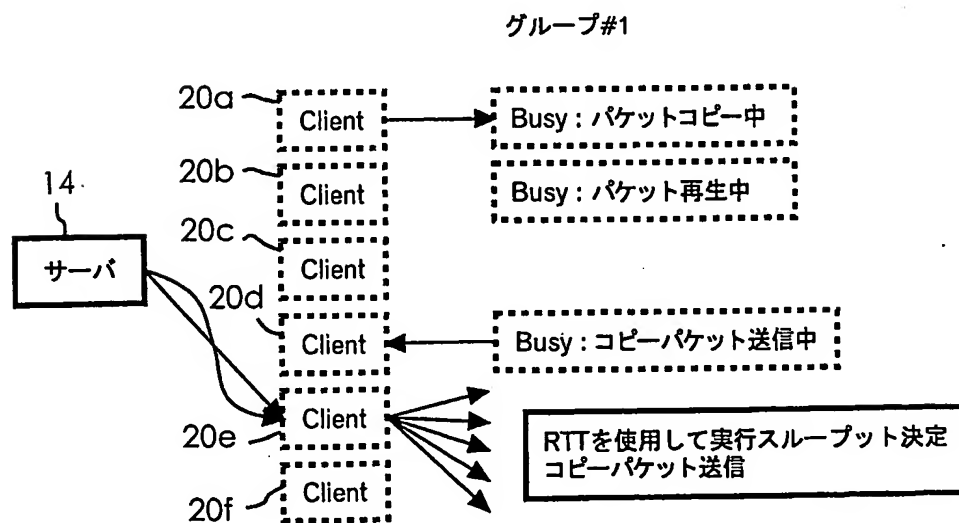 グループ#1
20a
Client
Busy : パケットコピー中
20b
Client
Busy : パケット再生中
14
20c
サーバ
Client
20d
Client
Busy : コピーパケット送信中
Client
20e
RTTを使用して実行スループット決定
コピーパケット送信
Client
20f